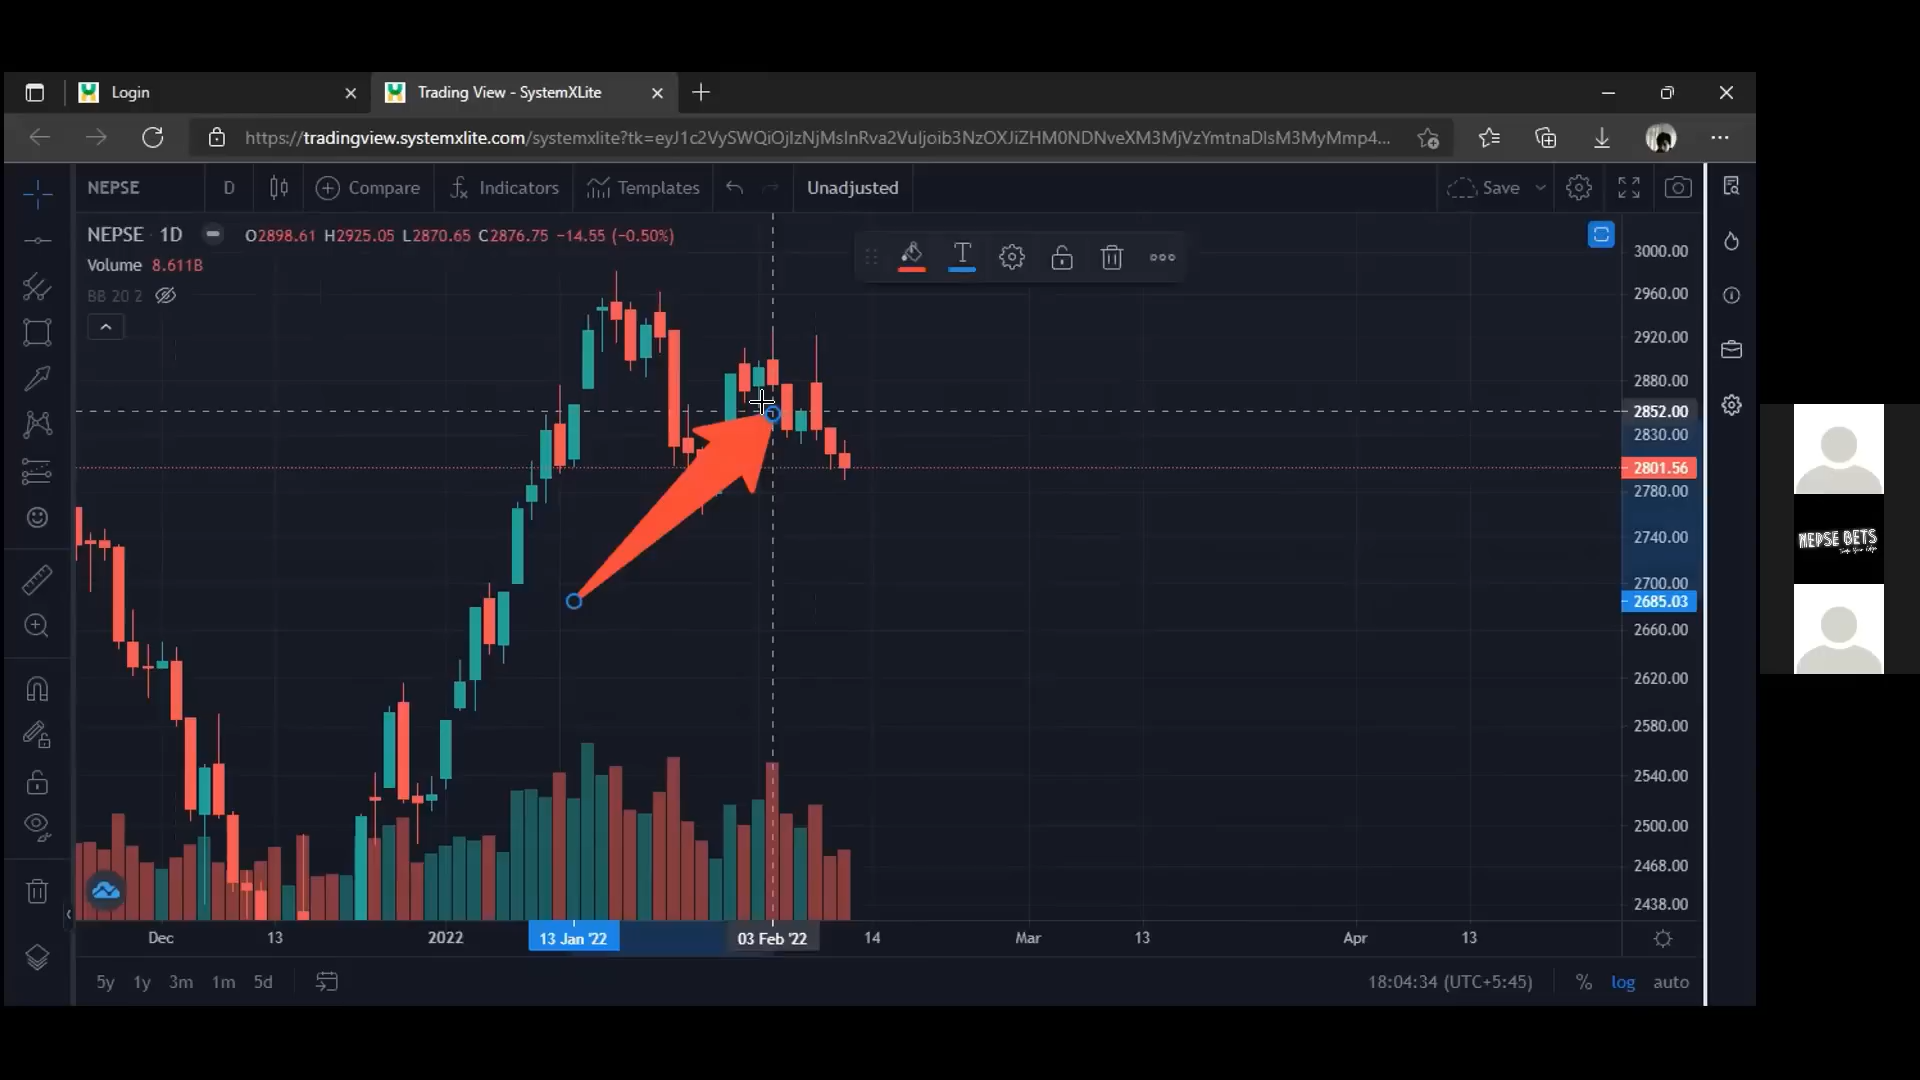 Login
Trading View - SystemXLite
https://tradingview.systemxlite.com/systemxlite?tk=eyJ1c2VySWQiOjIzNjMsInRva2VuIjoib3NzOXJiZHM0NDNveXM3MjVzYmtnaDlsM3MyMmp4...
NEPSE D Compare Indicators Templates Unadjusted Save
NEPSE · 1D O2898.61 H2925.05 L2870.65 C2876.75 −14.55 (−0.50%)
Volume 8.611B
BB 20 2
3000.00
2960.00
2920.00
2880.00
2852.00
2830.00
2801.56
2780.00
2740.00
2700.00
2685.03
2660.00
2620.00
2580.00
2540.00
2500.00
2468.00
2438.00
Dec 13 2022 13 Jan '22 03 Feb '22 14 Mar 13 Apr 13
5y 1y 3m 1m 5d 18:04:34 (UTC+5:45) % log auto
NEPSE BETS